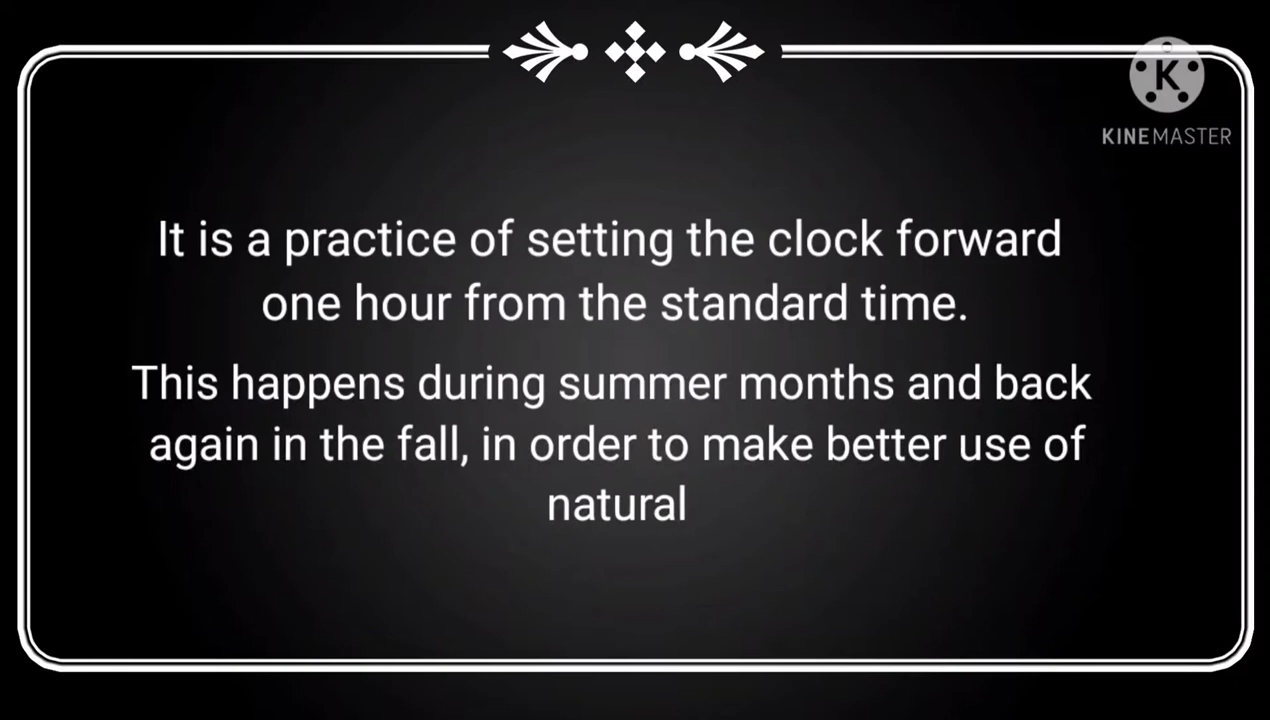 K
KINEMASTER
It is a practice of setting the clock forward
one hour from the standard time.
This happens during summer months and back
again in the fall, in order to make better use of
natural